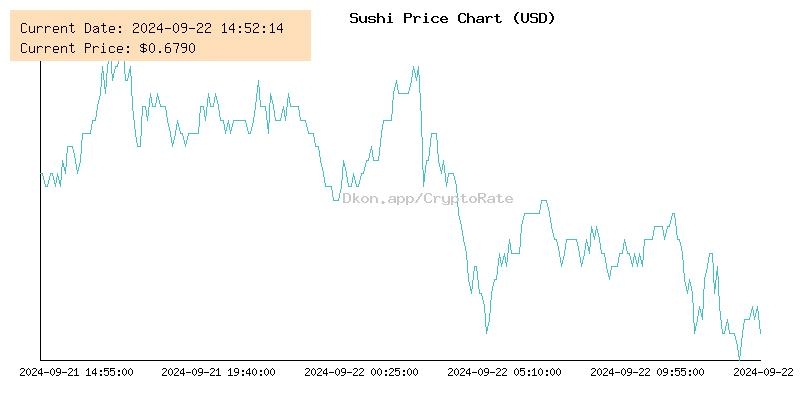 Sushi Price Chart (USD)
Current Date: 2024-09-22 14:52:14
Current Price: $0.6790
Dkon.app/CryptoRate
2024-09-21 14:55:00 2024-09-21 19:40:00 2024-09-22 00:25:00 2024-09-22 05:10:00 2024-09-22 09:55:00 2024-09-22